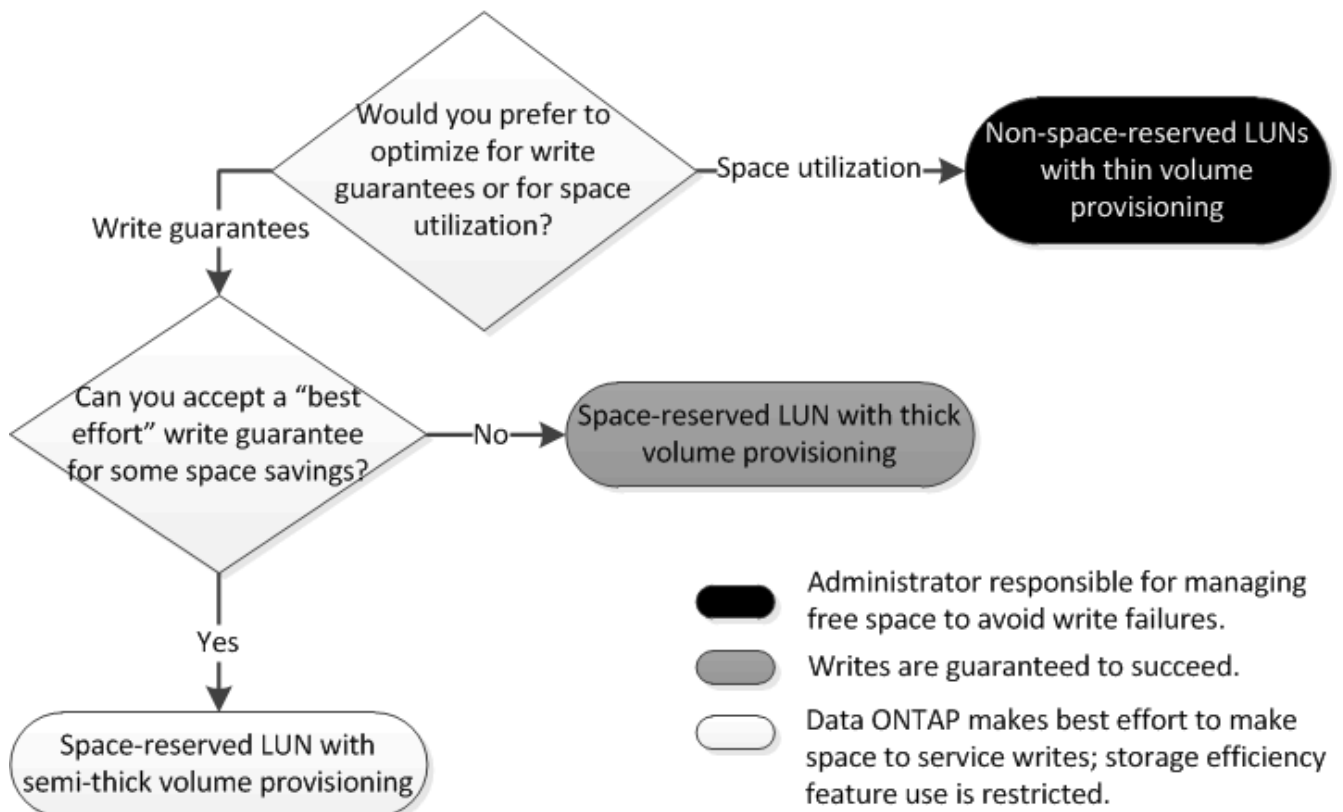 Would you prefer to
optimize for write
guarantees or for space
utilization?
Space utilization
Non-space-reserved LUNs
with thin volume
provisioning
Write guarantees
Can you accept a “best
effort” write guarantee
for some space savings?
No
Space-reserved LUN with thick
volume provisioning
Yes
Space-reserved LUN with
semi-thick volume provisioning
Administrator responsible for managing
free space to avoid write failures.
Writes are guaranteed to succeed.
Data ONTAP makes best effort to make
space to service writes; storage efficiency
feature use is restricted.